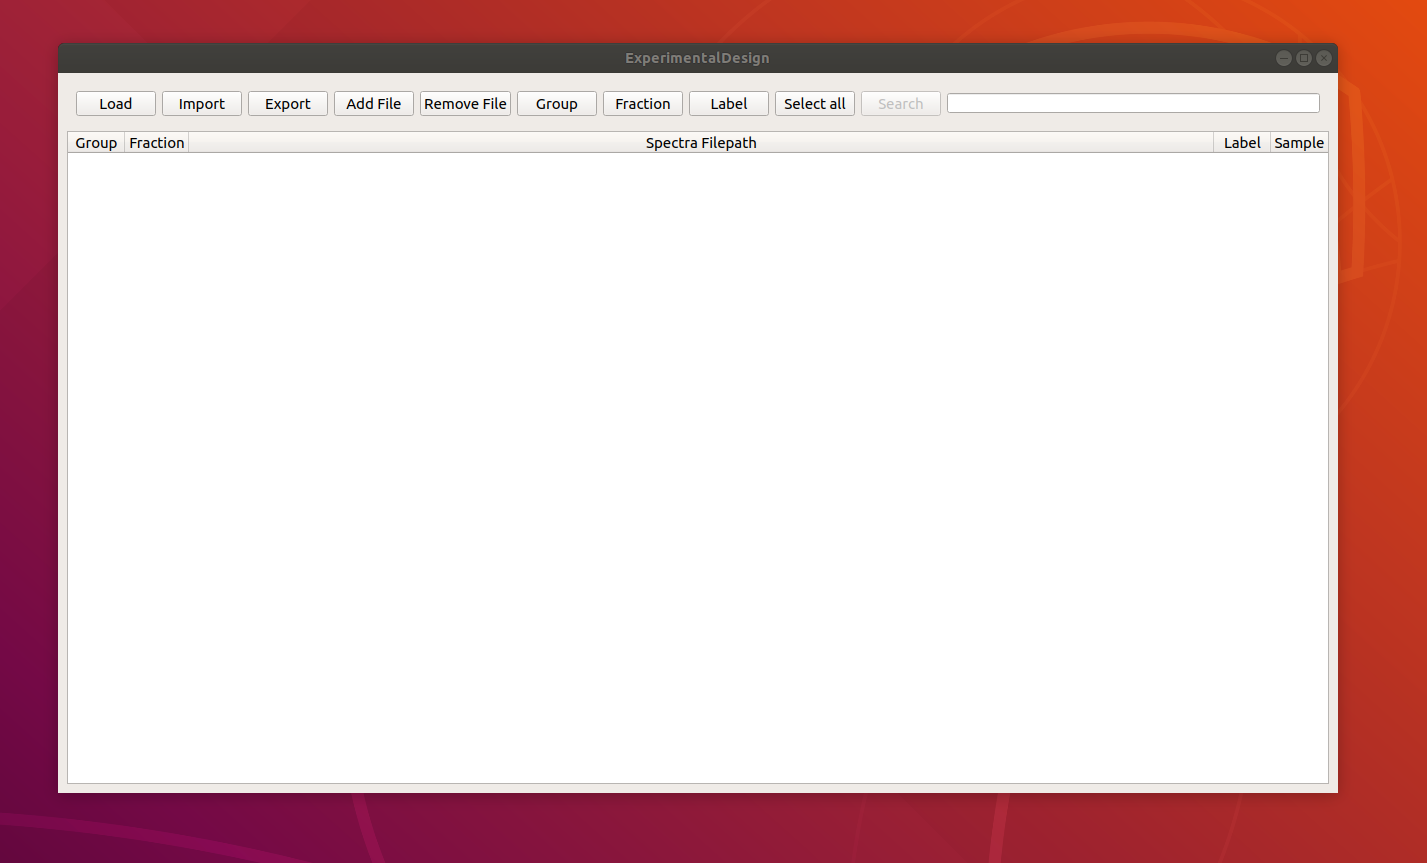 ExperimentalDesign
Load Import Export Add File Remove File Group Fraction Label Select all Search
Group Fraction Spectra Filepath Label Sample